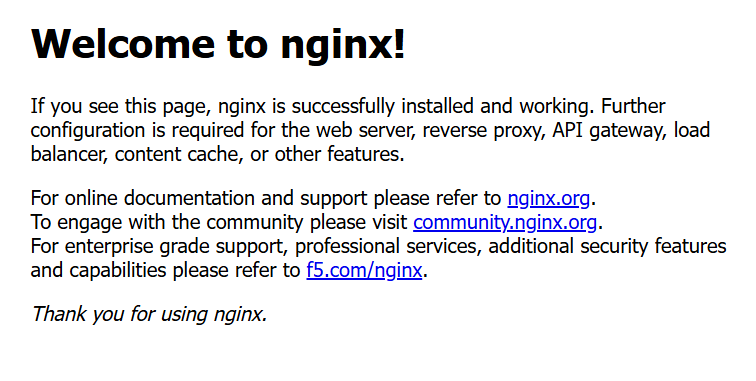 Welcome to nginx!
If you see this page, nginx is successfully installed and working. Further
configuration is required for the web server, reverse proxy, API gateway, load
balancer, content cache, or other features.
For online documentation and support please refer to nginx.org.
To engage with the community please visit community.nginx.org.
For enterprise grade support, professional services, additional security features
and capabilities please refer to f5.com/nginx.
Thank you for using nginx.